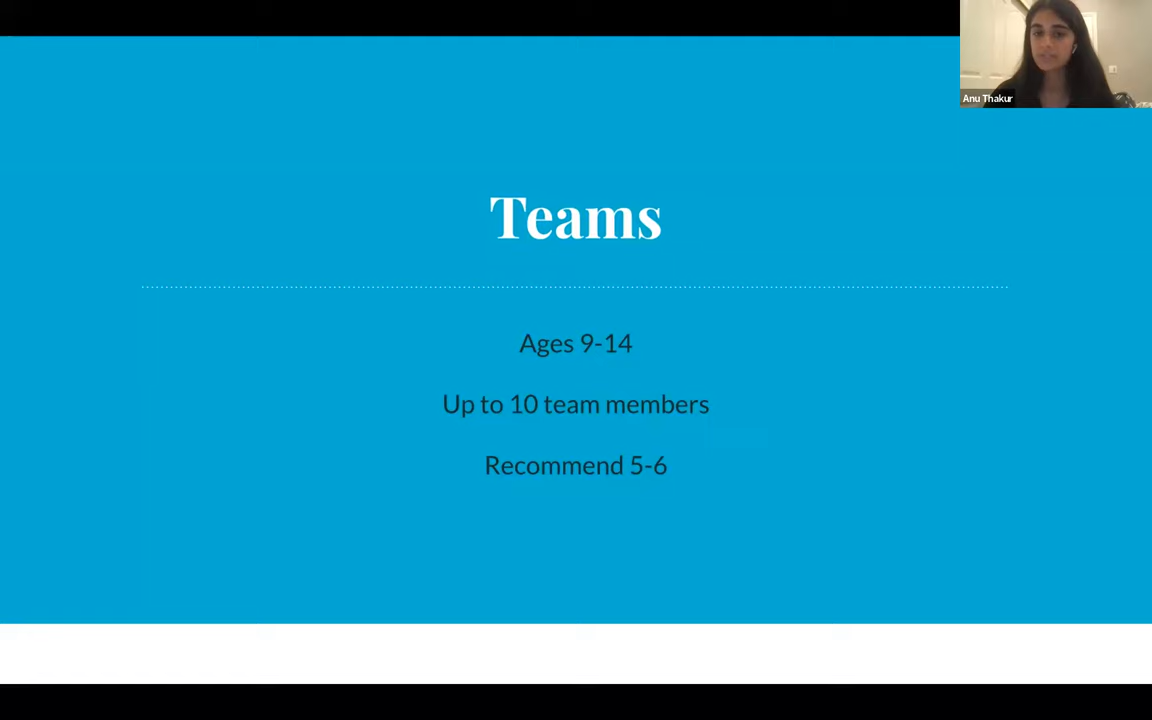 Anu Thakur
Teams
Ages 9-14
Up to 10 team members
Recommend 5-6